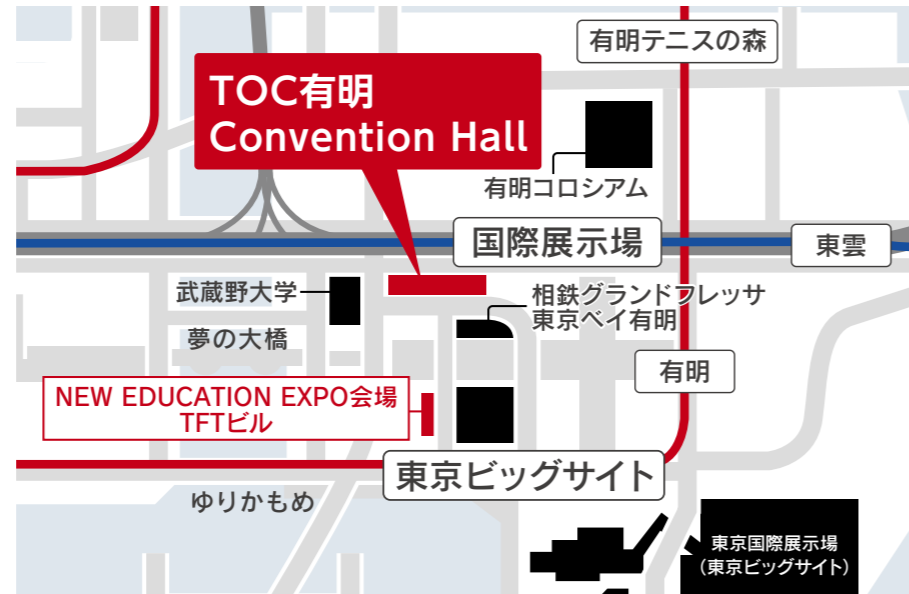 有明テニスの森
TOC有明
Convention Hall
有明コロシアム
国際展示場
東雲
武蔵野大学
相鉄グランドフレッサ
東京ベイ有明
夢の大橋
有明
NEW EDUCATION EXPO会場
TFTビル
東京ビッグサイト
ゆりかもめ
東京国際展示場
(東京ビッグサイト)